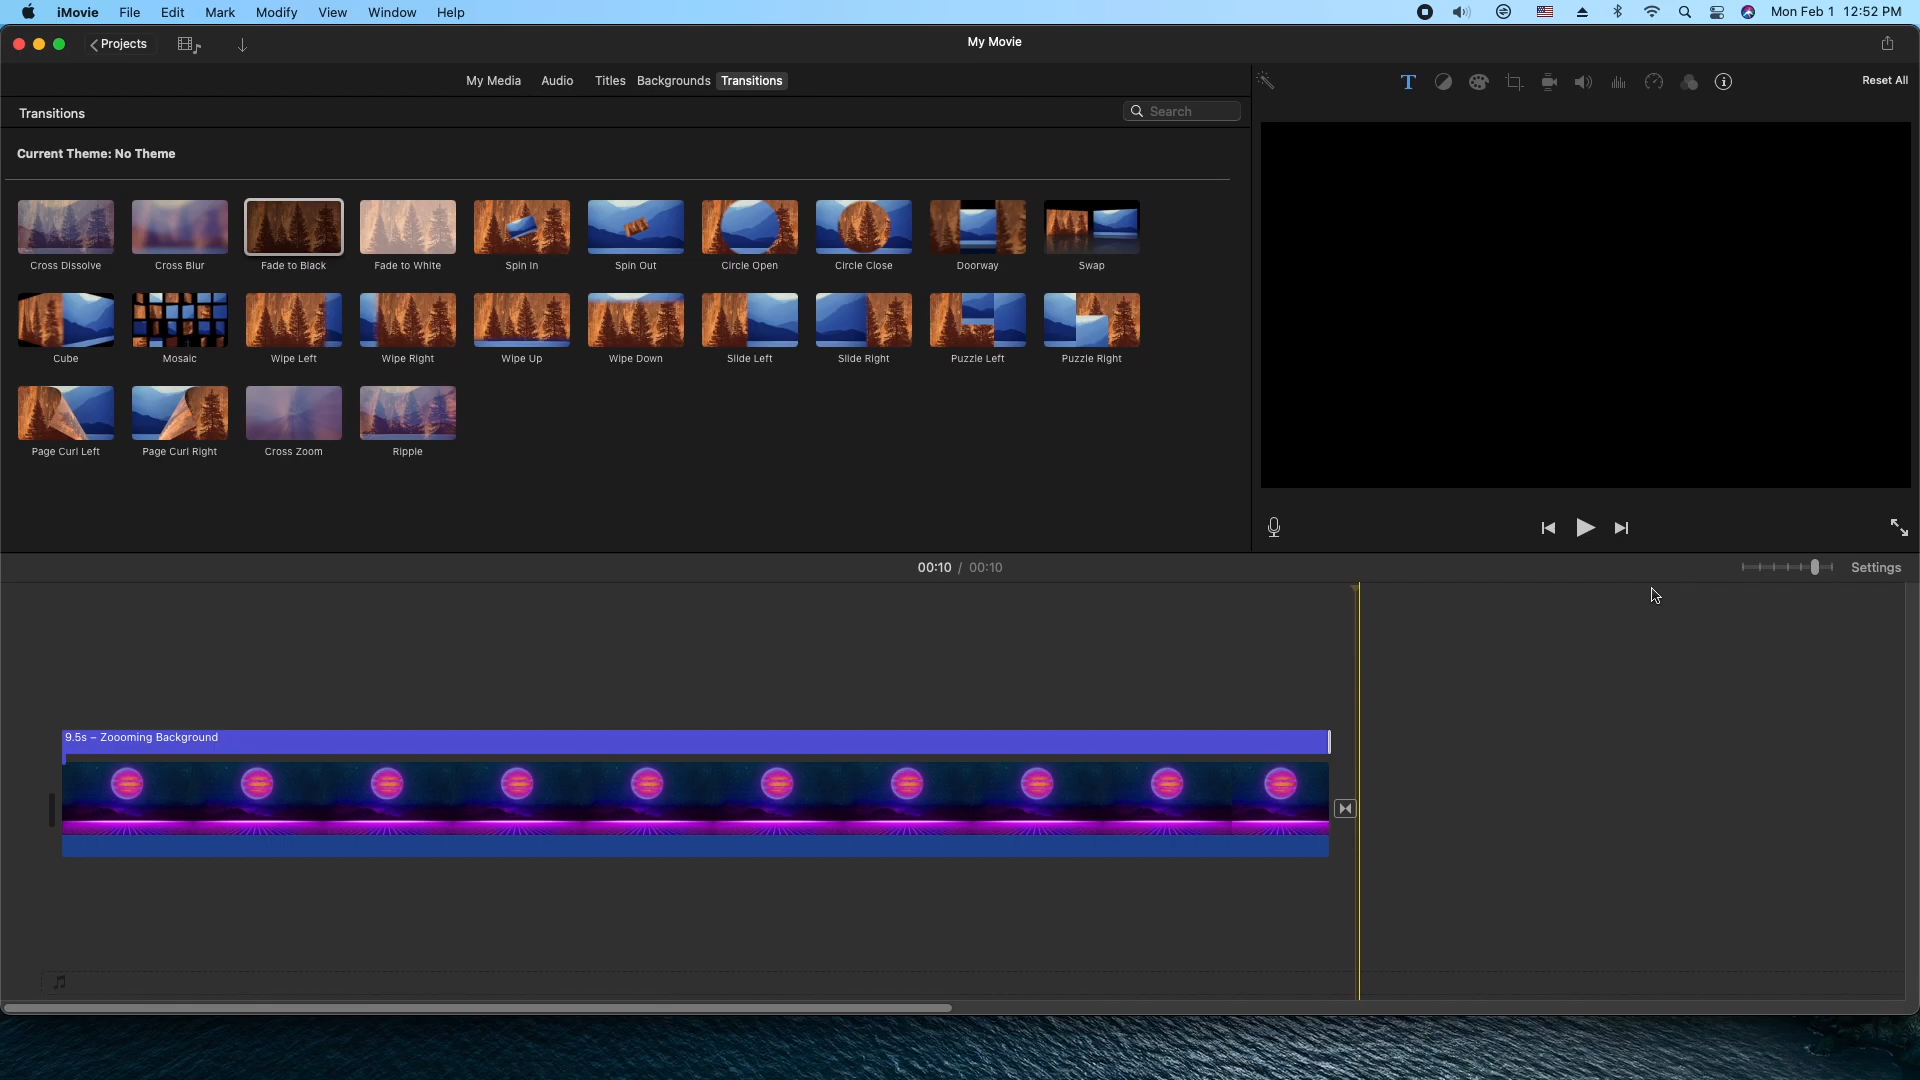 iMovie File Edit Mark Modify View Window Help Mon Feb 1 12:52 PM
Projects My Movie
My Media Audio Titles Backgrounds Transitions T Reset All
Transitions Search
Current Theme: No Theme
Cross Dissolve Cross Blur Fade to Black Fade to White Spin In Spin Out Circle Open Circle Close Doorway Swap
Cube Mosaic Wipe Left Wipe Right Wipe Up Wipe Down Slide Left Slide Right Puzzle Left Puzzle Right
Page Curl Left Page Curl Right Cross Zoom Ripple
00:10 / 00:10 Settings
9.5s – Zoooming Background